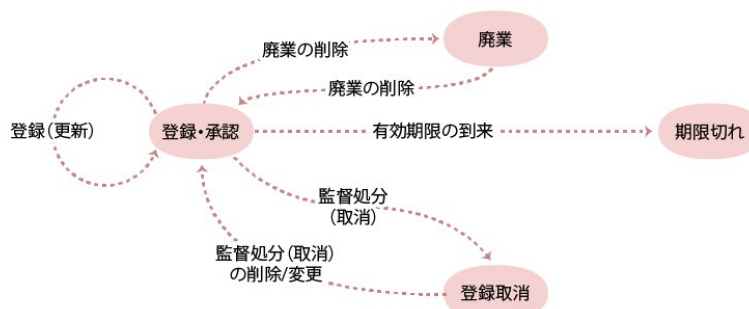 廃業の削除
廃業
廃業の削除
登録(更新)
登録・承認
有効期限の到来
期限切れ
監督処分
(取消)
監督処分(取消)
の削除/変更
登録取消